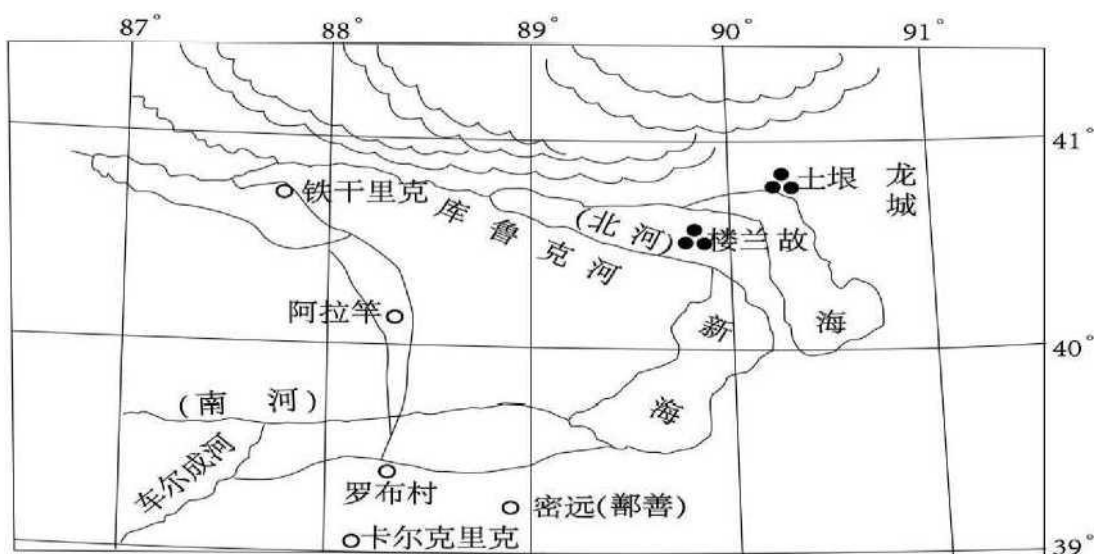 87° 88° 89° 90° 91°
41°
铁干里克
土垠
龙城
(北河)
楼兰故
库鲁克河
阿拉竿
新海
海
40°
(南河)
车尔成河
罗布村
密远(鄯善)
卡尔克里克
39°